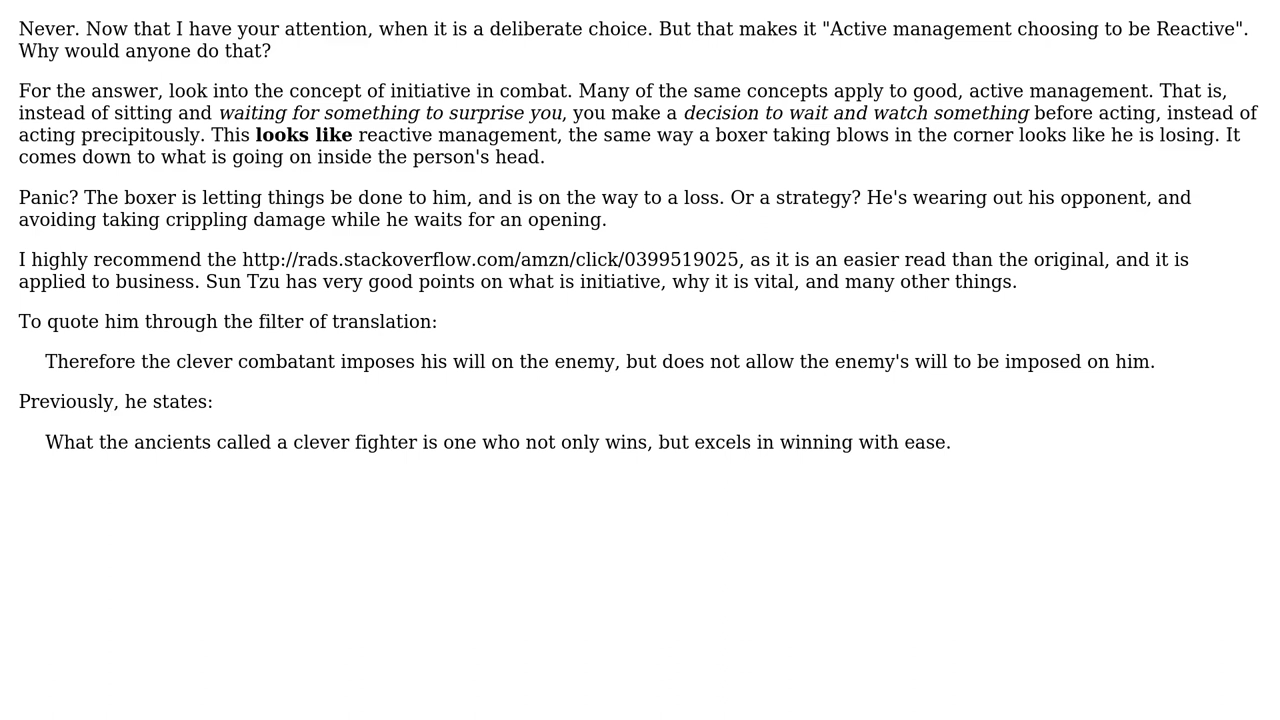 Never. Now that I have your attention, when it is a deliberate choice. But that makes it "Active management choosing to be Reactive".
Why would anyone do that?
For the answer, look into the concept of initiative in combat. Many of the same concepts apply to good, active management. That is,
instead of sitting and waiting for something to surprise you, you make a decision to wait and watch something before acting, instead of
acting precipitously. This looks like reactive management, the same way a boxer taking blows in the corner looks like he is losing. It
comes down to what is going on inside the person's head.
Panic? The boxer is letting things be done to him, and is on the way to a loss. Or a strategy? He's wearing out his opponent, and
avoiding taking crippling damage while he waits for an opening.
I highly recommend the http://rads.stackoverflow.com/amzn/click/0399519025, as it is an easier read than the original, and it is
applied to business. Sun Tzu has very good points on what is initiative, why it is vital, and many other things.
To quote him through the filter of translation:
Therefore the clever combatant imposes his will on the enemy, but does not allow the enemy's will to be imposed on him.
Previously, he states:
What the ancients called a clever fighter is one who not only wins, but excels in winning with ease.